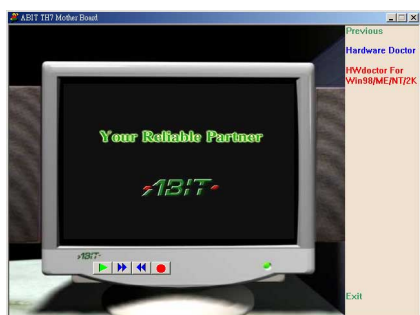 ABIT TH7 Mother Board
Previous
Hardware Doctor
HWdoctor For
Win98/ME/NT/2K
Your Reliable Partner
ABIT
ABIT
Exit